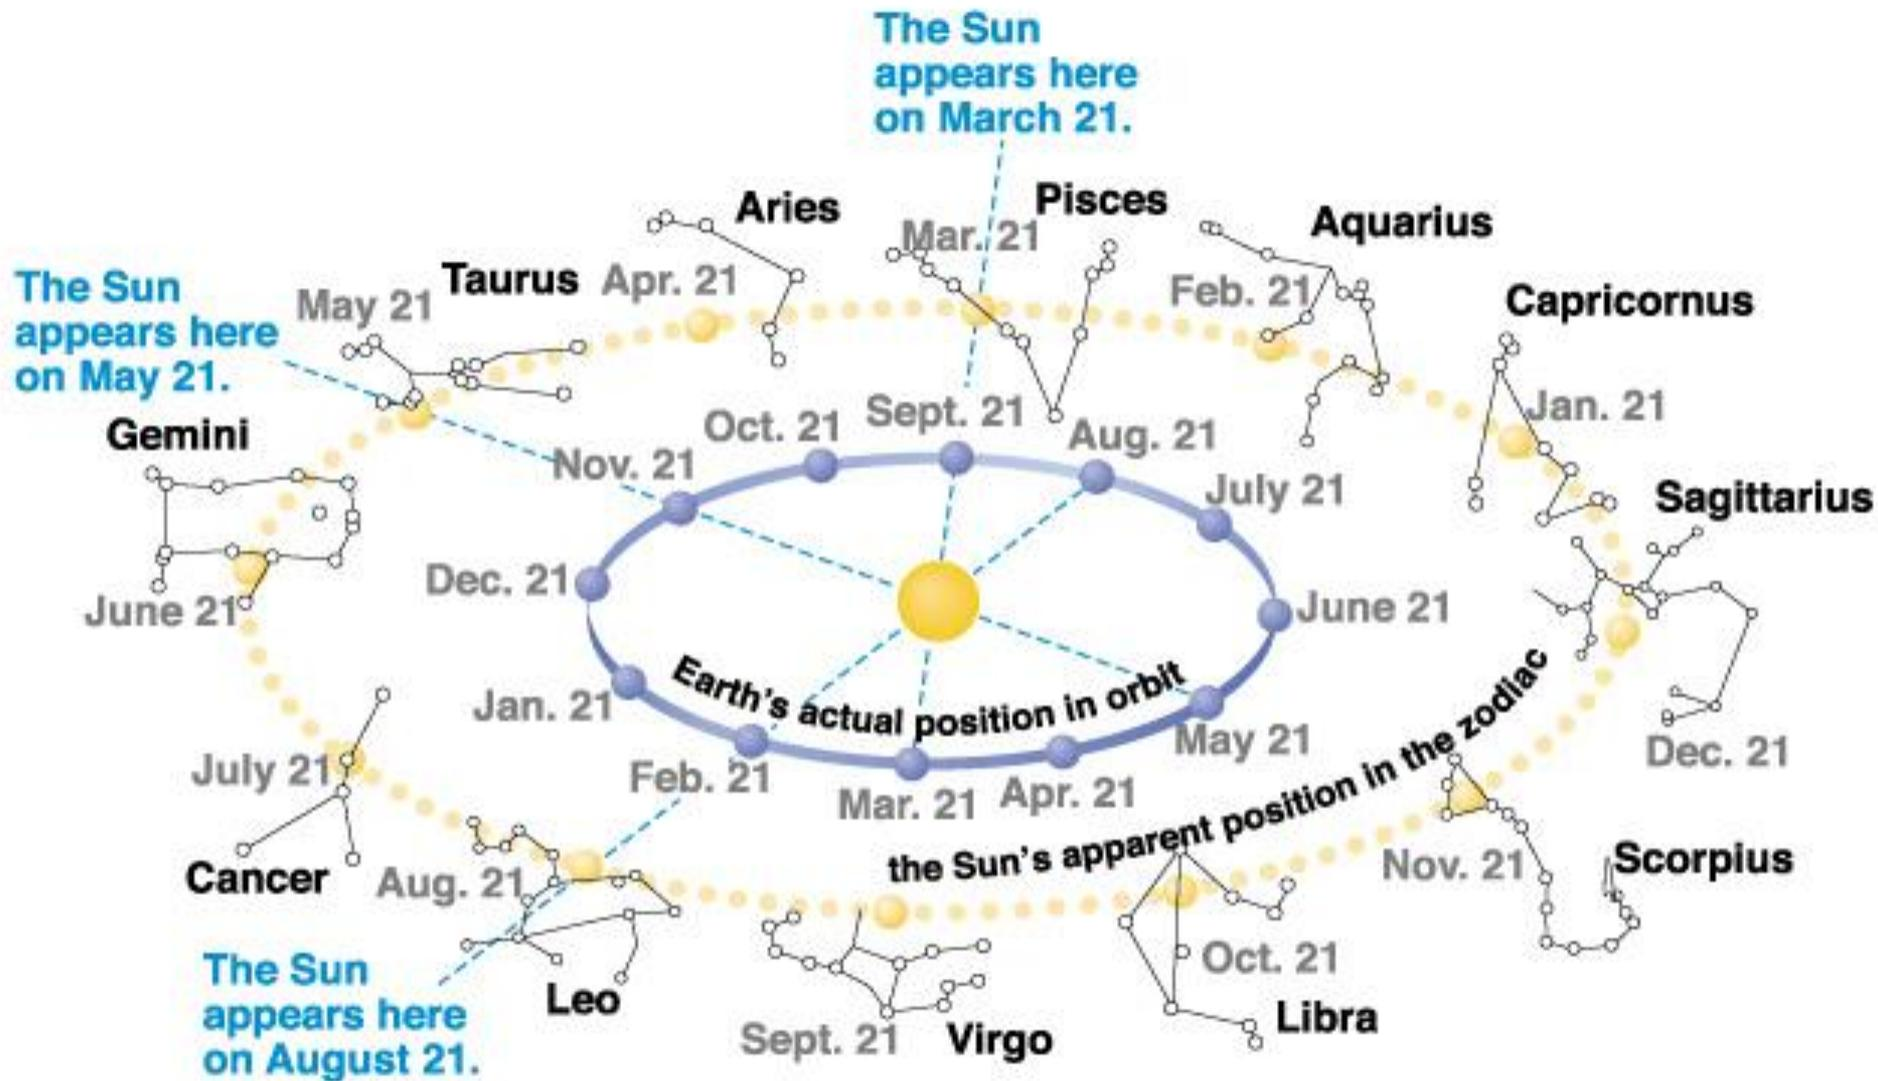 The Sun
appears here
on March 21.
Aries
Pisces
Aquarius
Mar. 21
Taurus
Apr. 21
Feb. 21
Capricornus
The Sun
appears here
on May 21.
May 21
Gemini
Oct. 21
Sept. 21
Aug. 21
Jan. 21
Nov. 21
July 21
Sagittarius
Dec. 21
June 21
June 21
Earth's actual position in orbit
Jan. 21
May 21
the Sun's apparent position in the zodiac
Dec. 21
July 21
Feb. 21
Mar. 21
Apr. 21
Cancer
Aug. 21
Nov. 21
Scorpius
The Sun
appears here
on August 21.
Leo
Sept. 21
Virgo
Oct. 21
Libra